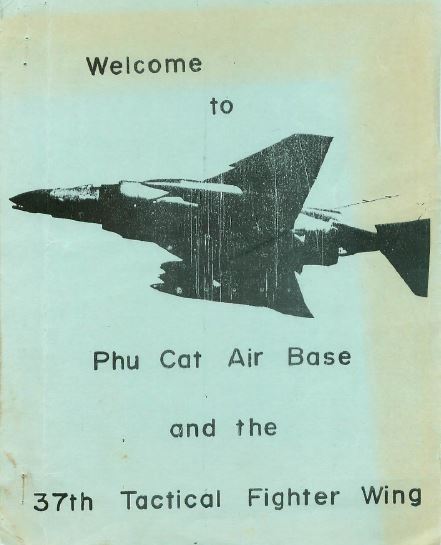 Welcome
to
Phu Cat Air Base
and the
37th Tactical Fighter Wing